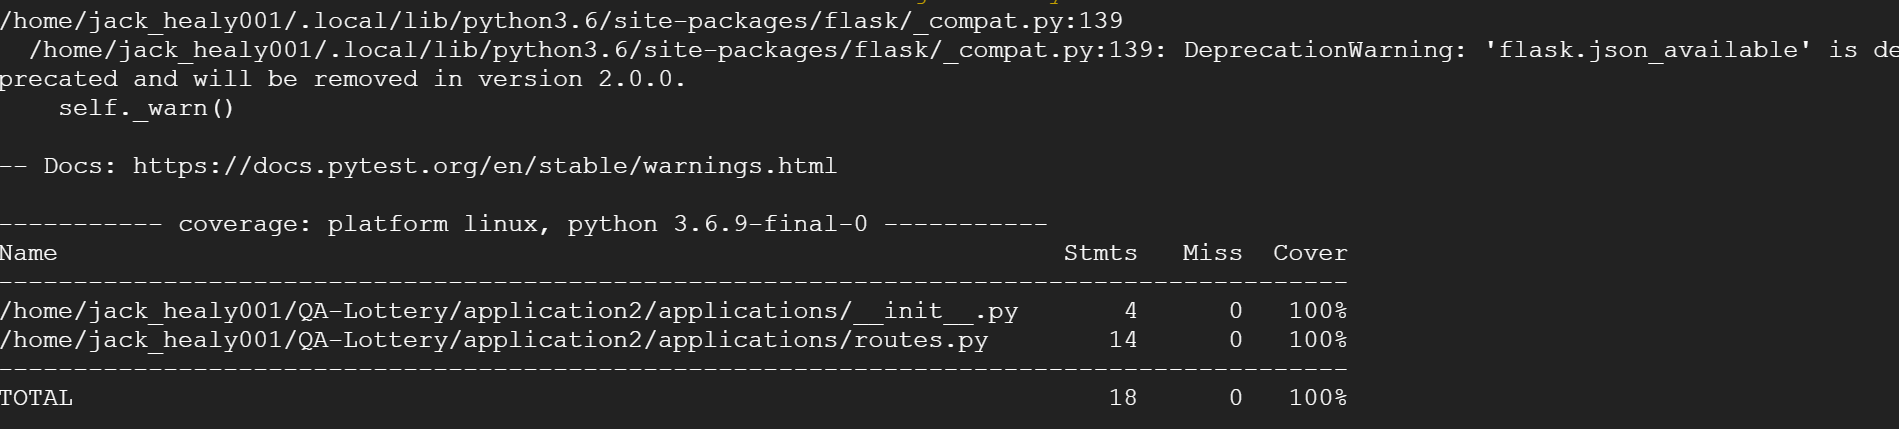 /home/jack_healy001/.local/lib/python3.6/site-packages/flask/_compat.py:139
  /home/jack_healy001/.local/lib/python3.6/site-packages/flask/_compat.py:139: DeprecationWarning: 'flask.json_available' is de
precated and will be removed in version 2.0.0.
    self._warn()

-- Docs: https://docs.pytest.org/en/stable/warnings.html

----------- coverage: platform linux, python 3.6.9-final-0 -----------
Name                                                                   Stmts   Miss  Cover
------------------------------------------------------------------------------------------
/home/jack_healy001/QA-Lottery/application2/applications/__init__.py       4      0   100%
/home/jack_healy001/QA-Lottery/application2/applications/routes.py        14      0   100%
------------------------------------------------------------------------------------------
TOTAL                                                                     18      0   100%